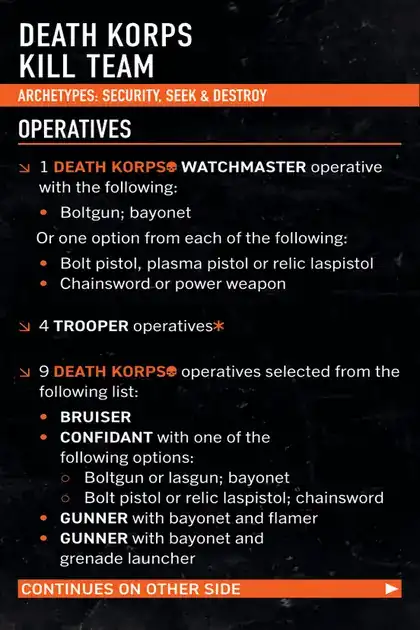 DEATH KORPS
KILL TEAM
ARCHETYPES: SECURITY, SEEK & DESTROY
OPERATIVES
↘ 1 DEATH KORPS☠ WATCHMASTER operative
with the following:
• Boltgun; bayonet
Or one option from each of the following:
• Bolt pistol, plasma pistol or relic laspistol
• Chainsword or power weapon
↘ 4 TROOPER operatives*
↘ 9 DEATH KORPS☠ operatives selected from the
following list:
• BRUISER
• CONFIDANT with one of the
following options:
○ Boltgun or lasgun; bayonet
○ Bolt pistol or relic laspistol; chainsword
• GUNNER with bayonet and flamer
• GUNNER with bayonet and
grenade launcher
CONTINUES ON OTHER SIDE ▶